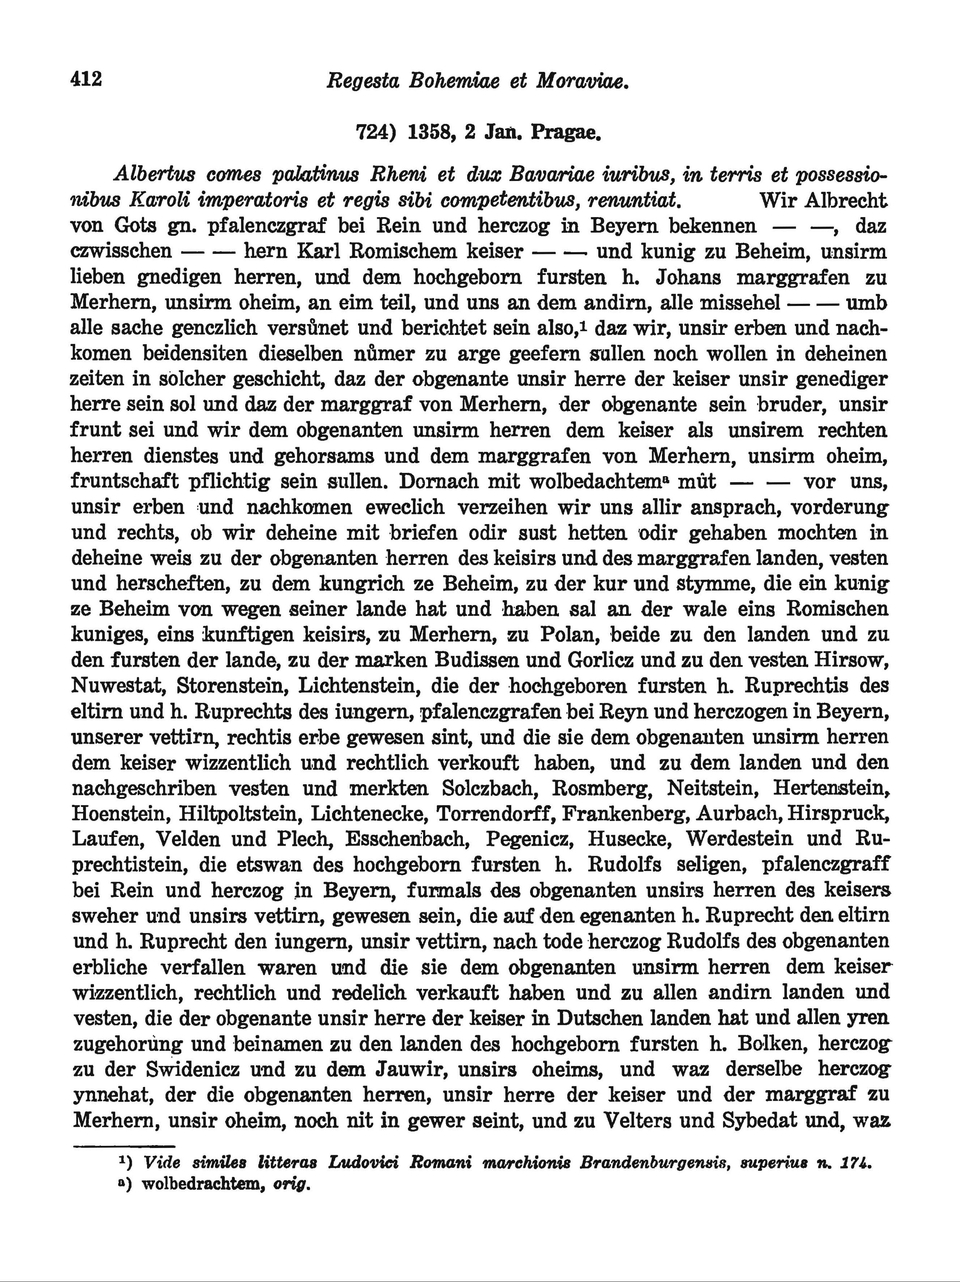 412 Regesta Bohemiae et Moraviae.
724) 1358, 2 Jan. Pragae.
Albertus comes palatinus Rheni et dux Bavariae iuribus, in terris et possessio-
nibus Karoli imperatoris et regis sibi competentibus, renuntiat. Wir Albrecht
von Gots gn. pfalenczgraf bei Rein und herczog in Beyern bekennen — —, daz
czwisschen — — hern Karl Romischem keiser — — und kunig zu Beheim, unsirm
lieben gnedigen herren, und dem hochgeborn fursten h. Johans marggrafen zu
Merhern, unsirm oheim, an eim teil, und uns an dem andirn, alle missehel — — umb
alle sache genczlich versůnet und berichtet sein also,¹ daz wir, unsir erben und nach-
komen beidensiten dieselben nůmer zu arge geefern sullen noch wollen in deheinen
zeiten in solcher geschicht, daz der obgenante unsir herre der keiser unsir genediger
herre sein sol und daz der marggraf von Merhern, der obgenante sein bruder, unsir
frunt sei und wir dem obgenanten unsirm herren dem keiser als unsirem rechten
herren dienstes und gehorsams und dem marggrafen von Merhern, unsirm oheim,
fruntschaft pflichtig sein sullen. Dornach mit wolbedachtemᵃ mût — — vor uns,
unsir erben und nachkomen eweclich verzeihen wir uns allir ansprach, vorderung
und rechts, ob wir deheine mit briefen odir sust hetten odir gehaben mochten in
deheine weis zu der obgenanten herren des keisirs und des marggrafen landen, vesten
und herscheften, zu dem kungrich ze Beheim, zu der kur und stymme, die ein kunig
ze Beheim von wegen seiner lande hat und haben sal an der wale eins Romischen
kuniges, eins kunftigen keisirs, zu Merhern, zu Polan, beide zu den landen und zu
den fursten der lande, zu der marken Budissen und Gorlicz und zu den vesten Hirsow,
Nuwestat, Storenstein, Lichtenstein, die der hochgeboren fursten h. Ruprechtis des
eltirn und h. Ruprechts des iungern, pfalenczgrafen bei Reyn und herczogen in Beyern,
unserer vettirn, rechtis erbe gewesen sint, und die sie dem obgenanten unsirm herren
dem keiser wizzentlich und rechtlich verkouft haben, und zu dem landen und den
nachgeschriben vesten und merkten Solczbach, Rosmberg, Neitstein, Hertenstein,
Hoenstein, Hiltpoltstein, Lichtenecke, Torrendorff, Frankenberg, Aurbach, Hirspruck,
Laufen, Velden und Plech, Esschenbach, Pegenicz, Husecke, Werdestein und Ru-
prechtistein, die etswan des hochgeborn fursten h. Rudolfs seligen, pfalenczgraff
bei Rein und herczog in Beyern, furmals des obgenanten unsirs herren des keisers
sweher und unsirs vettirn, gewesen sein, die auf den egenanten h. Ruprecht den eltirn
und h. Ruprecht den iungern, unsir vettirn, nach tode herczog Rudolfs des obgenanten
erbliche verfallen waren und die sie dem obgenanten unsirm herren dem keiser
wizzentlich, rechtlich und redelich verkauft haben und zu allen andirn landen und
vesten, die der obgenante unsir herre der keiser in Dutschen landen hat und allen yren
zugehorùng und beinamen zu den landen des hochgeborn fursten h. Bolken, herczog
zu der Swidenicz und zu dem Jauwir, unsirs oheims, und waz derselbe herczog
ynnehat, der die obgenanten herren, unsir herre der keiser und der marggraf zu
Merhern, unsir oheim, noch nit in gewer seint, und zu Velters und Sybedat und, waz
¹) Vide similes litteras Ludovici Romani marchionis Brandenburgensis, superius n. 174.
ᵃ) wolbedrachtem, orig.